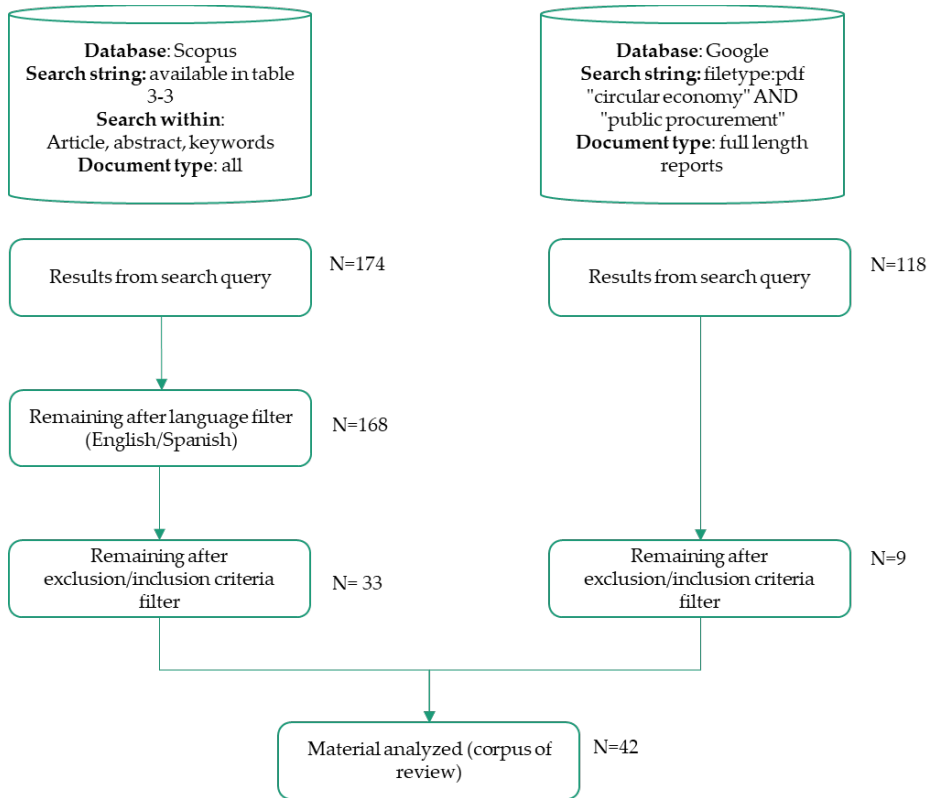 Database: Scopus
Search string: available in table
3-3
Search within:
Article, abstract, keywords
Document type: all
Database: Google
Search string: filetype:pdf
"circular economy" AND
"public procurement"
Document type: full length
reports
Results from search query
N=174
Results from search query
N=118
Remaining after language filter
(English/Spanish)
N=168
Remaining after
exclusion/inclusion criteria
filter
N= 33
Remaining after
exclusion/inclusion criteria
filter
N=9
Material analyzed (corpus of
review)
N=42